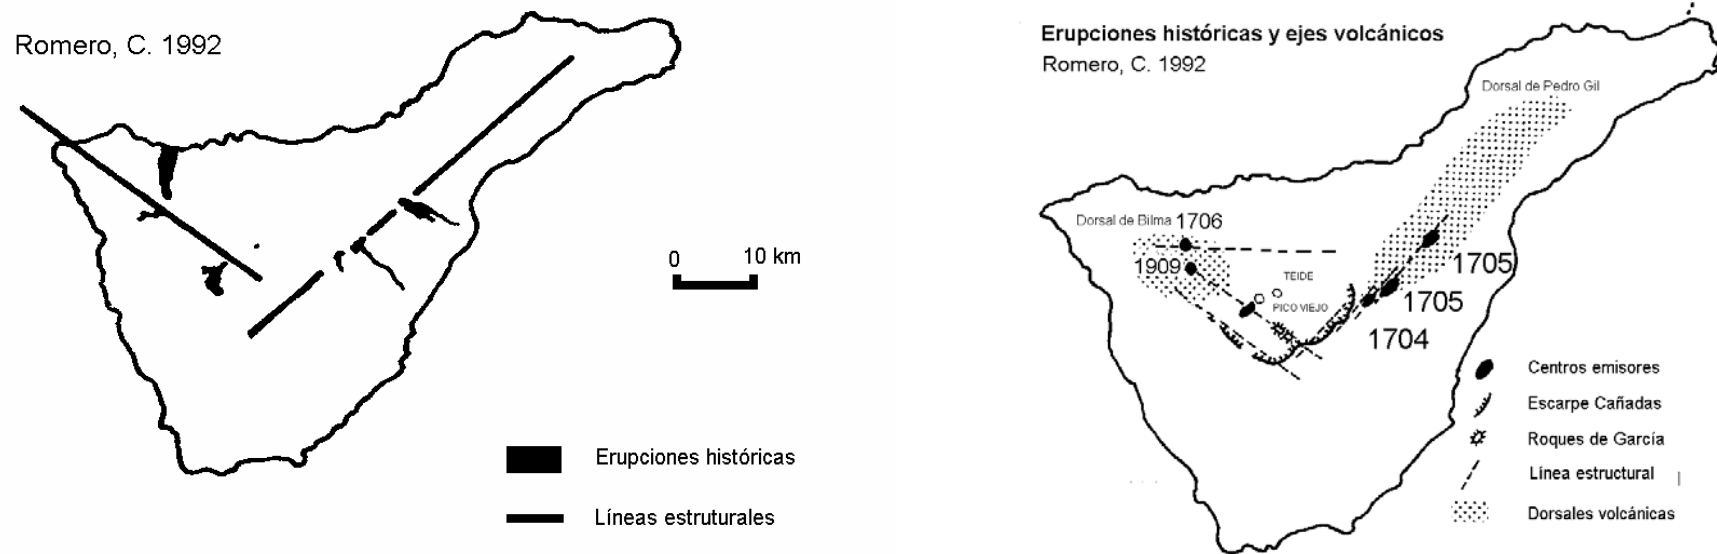 Romero, C. 1992
0 10 km
Erupciones históricas
Líneas estruturales
Erupciones históricas y ejes volcánicos
Romero, C. 1992
Dorsal de Pedro Gil
Dorsal de Bilma 1706
1909
TEIDE
PICO VIEJO
1705
1705
1704
Centros emisores
Escarpe Cañadas
Roques de García
Línea estructural
Dorsales volcánicas